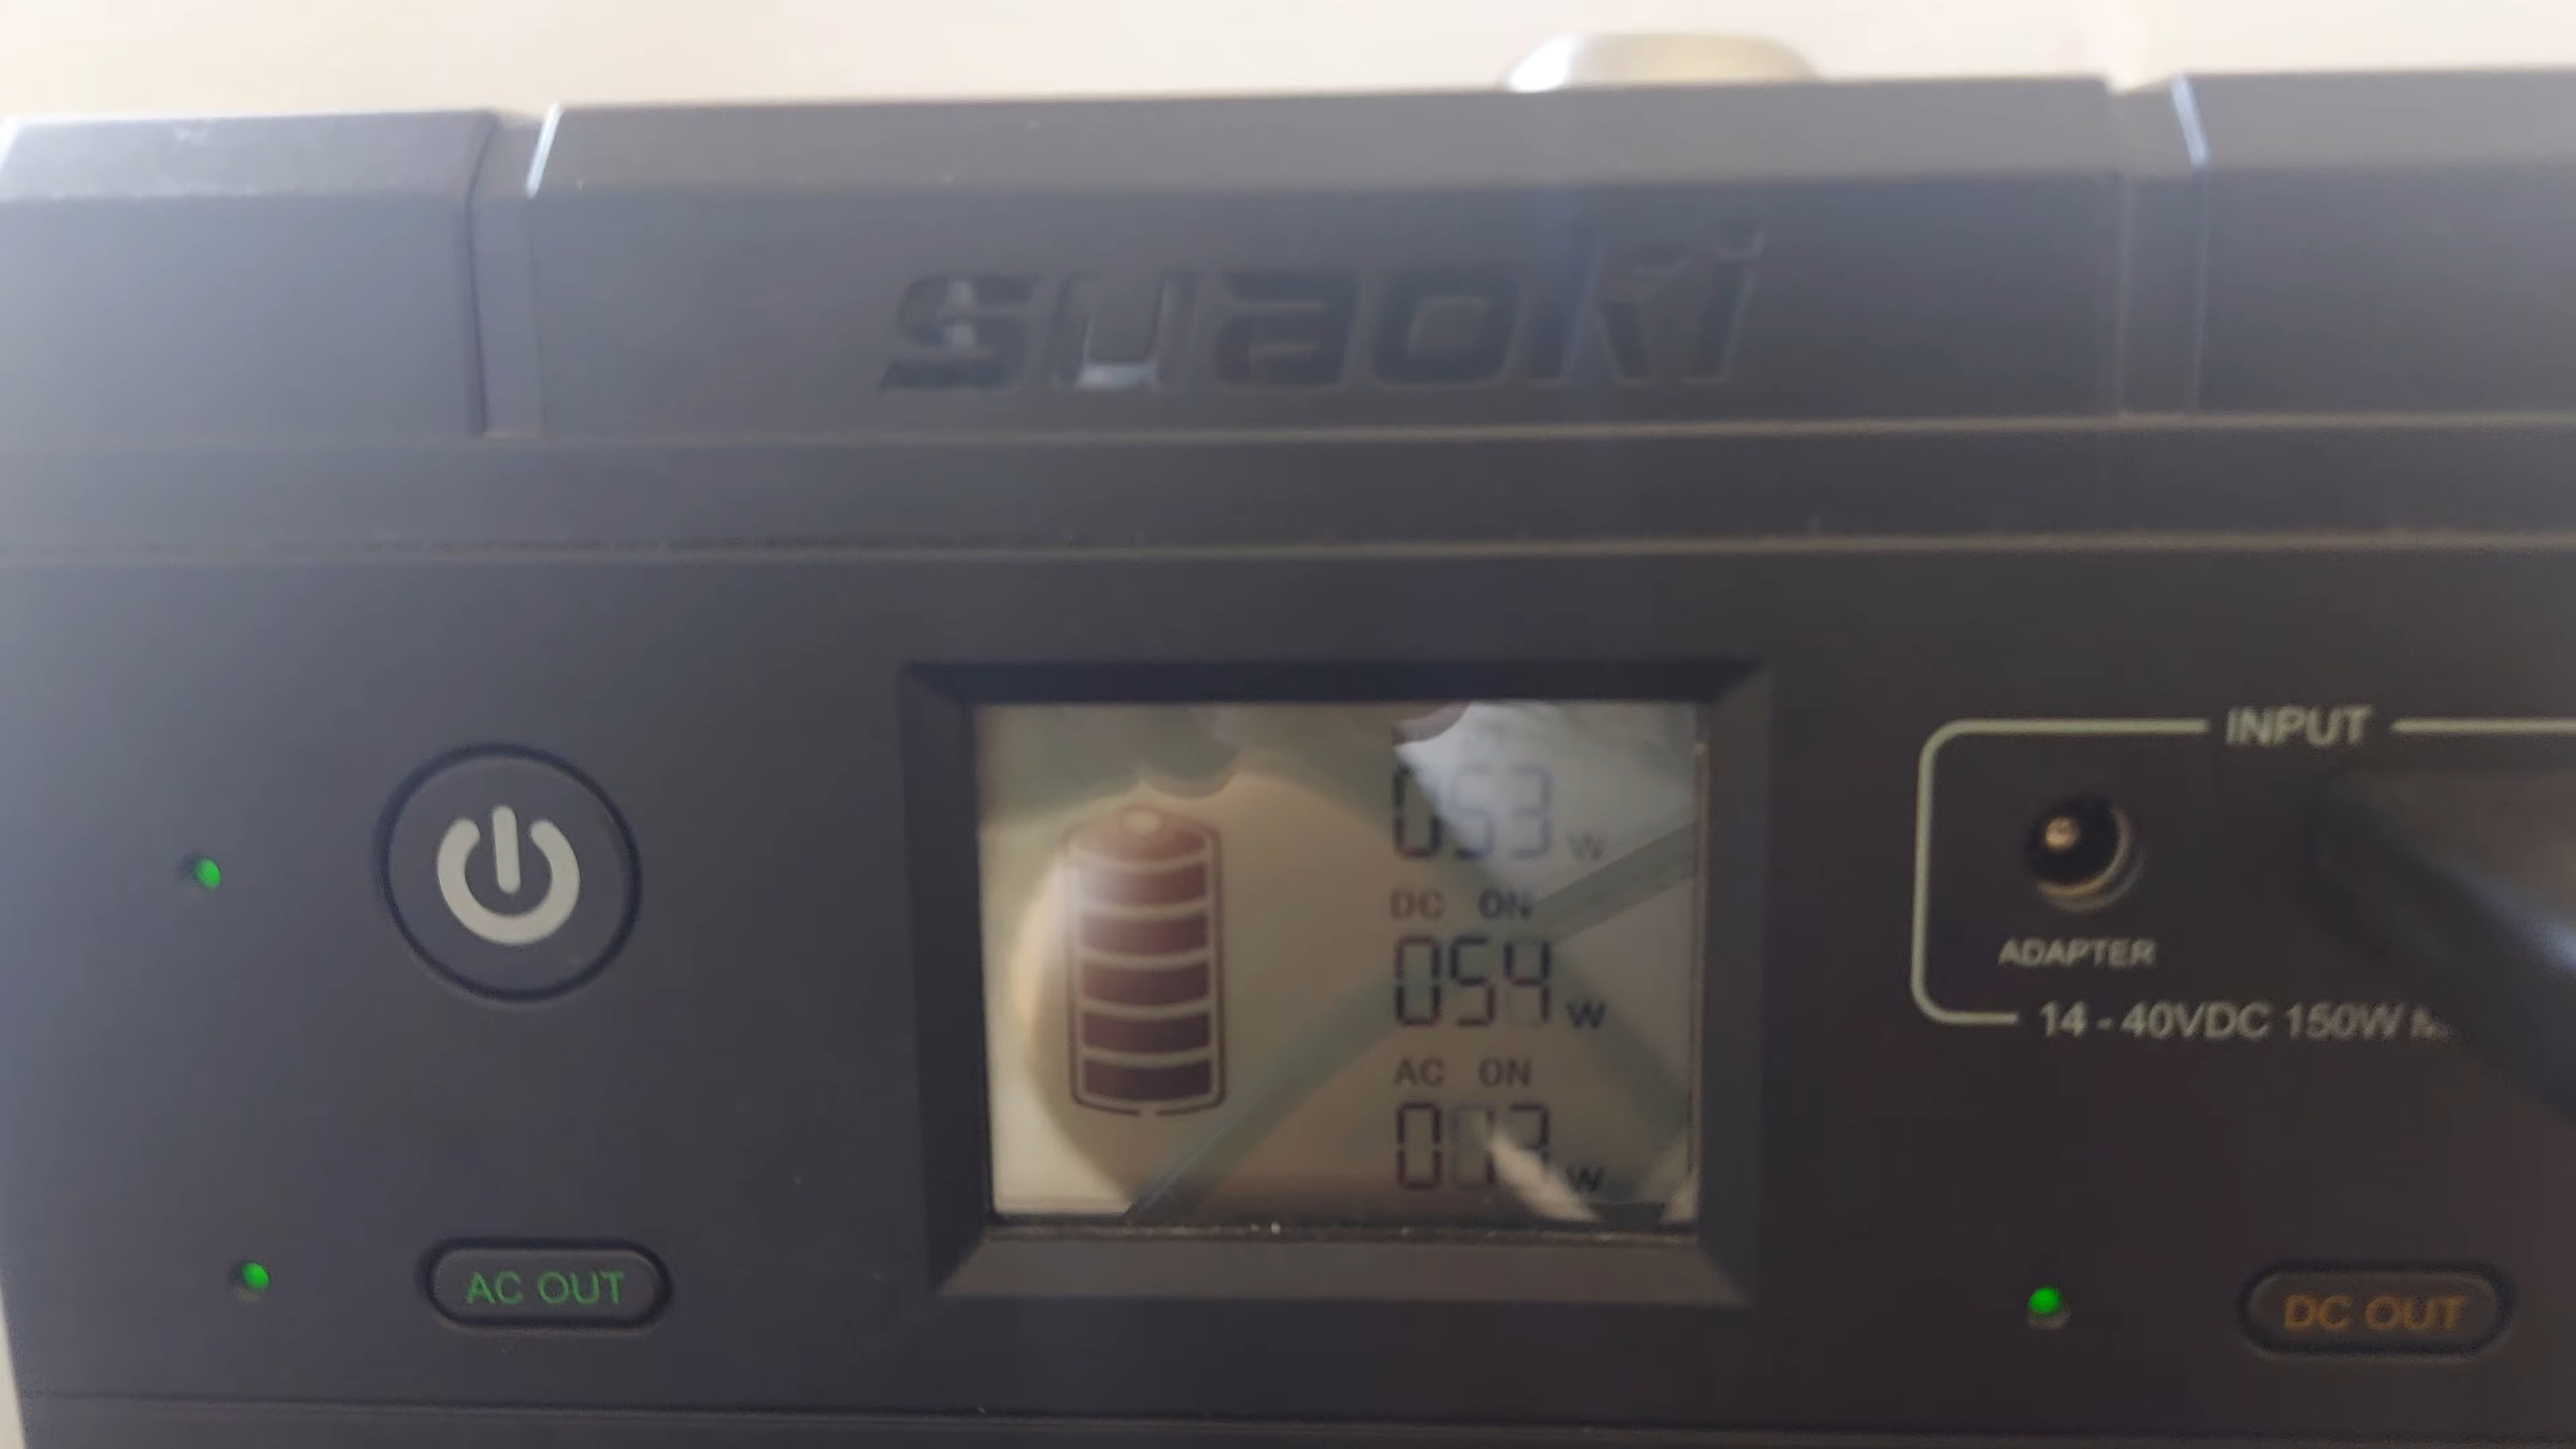 suaoki
053 W
DC ON
054 W
AC ON
W
INPUT
ADAPTER
14 - 40VDC 150W
AC OUT
DC OUT